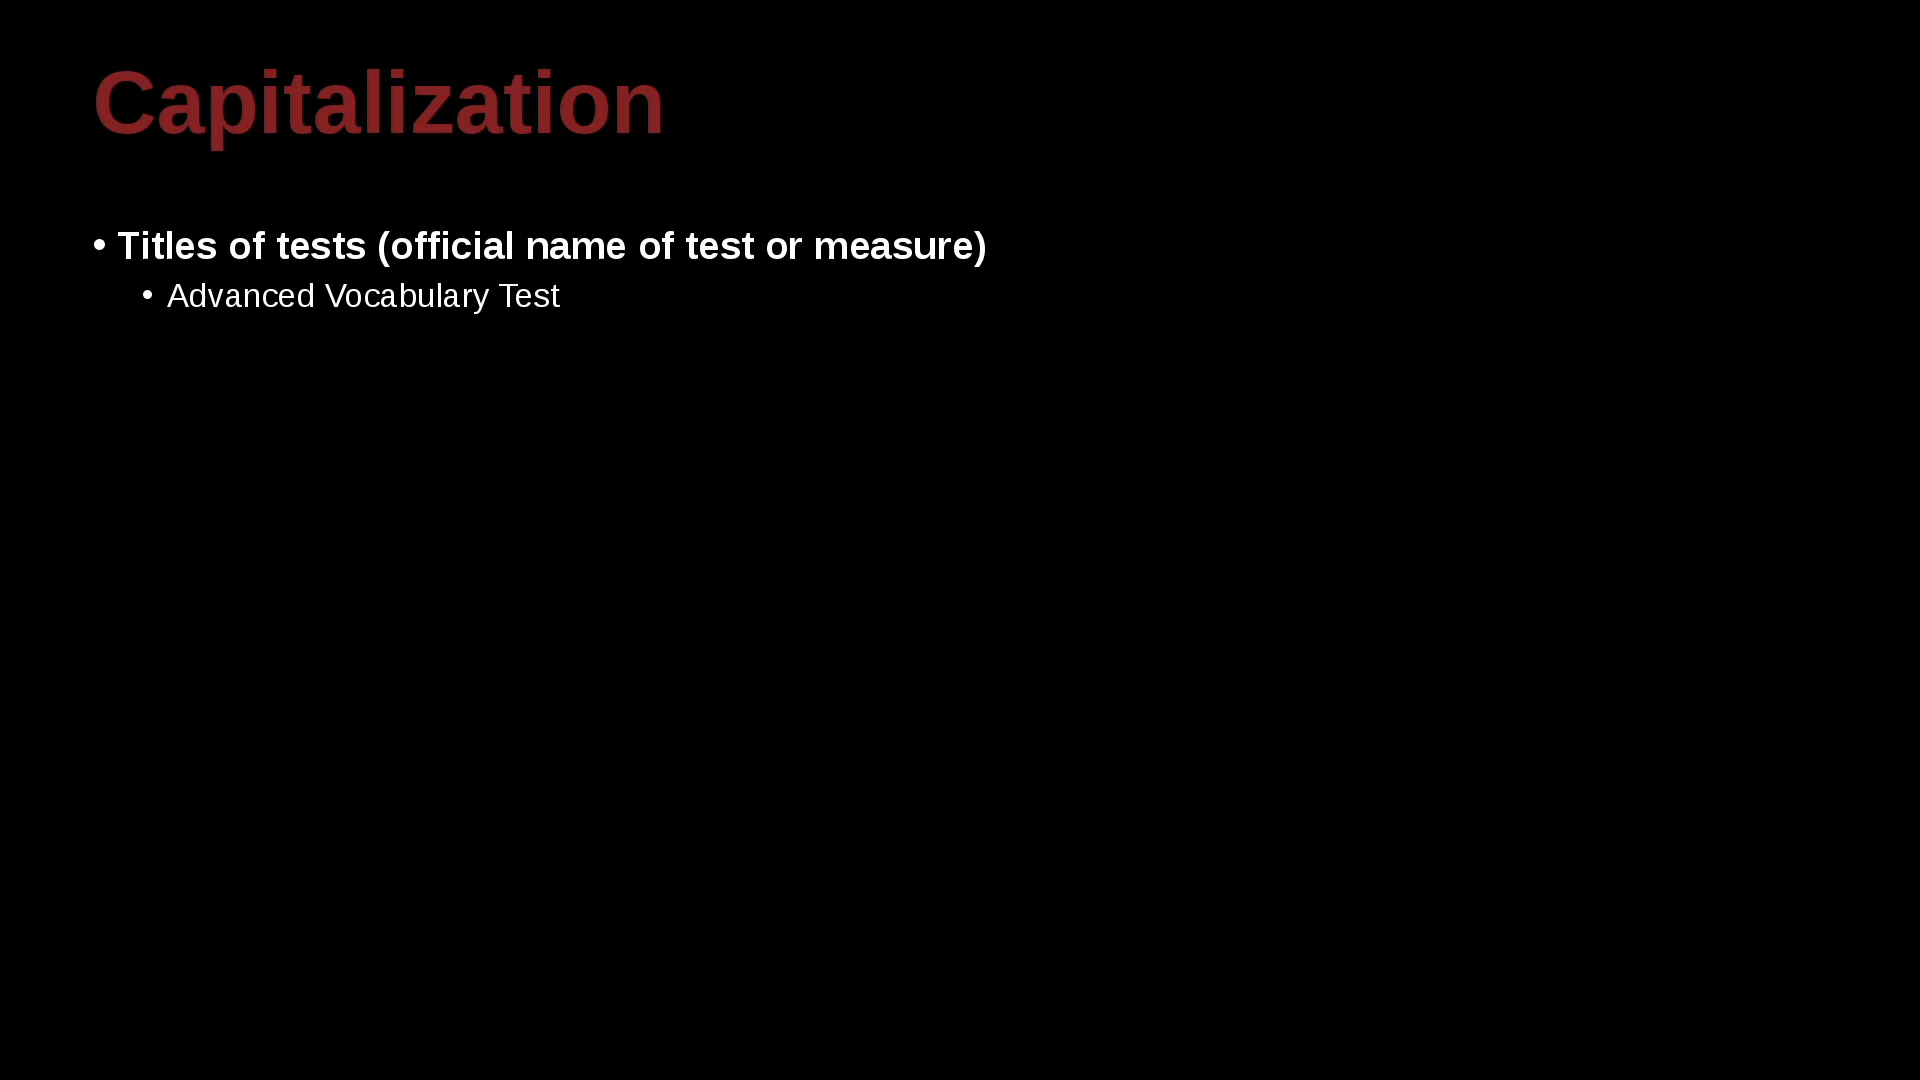 Capitalization
• Titles of tests (official name of test or measure)
• Advanced Vocabulary Test